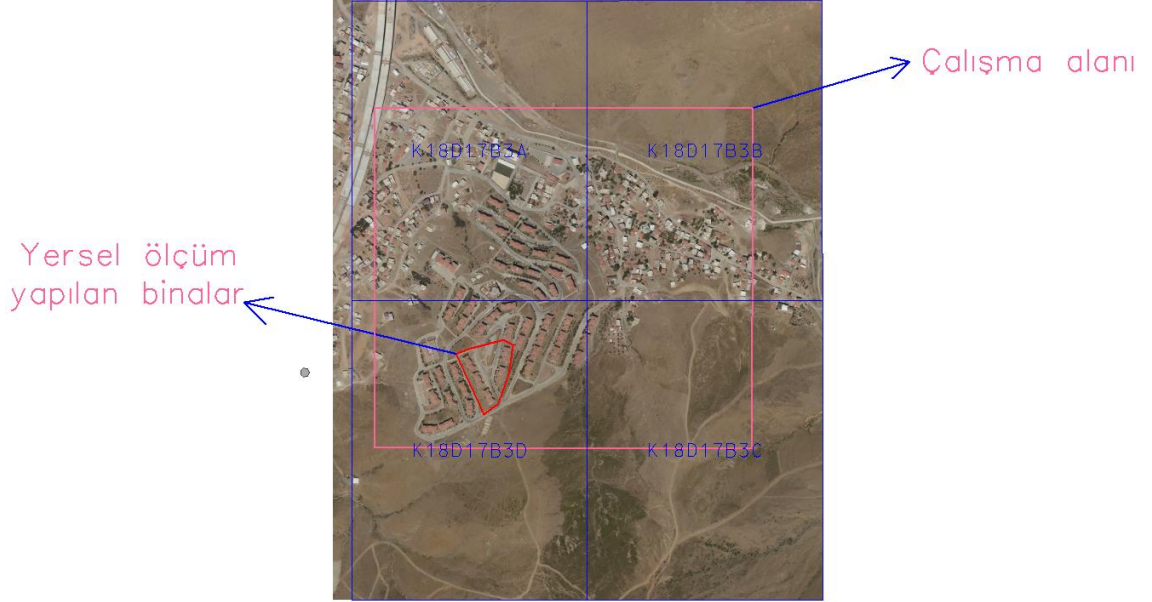 Çalışma alanı
K18D17B3A
K18D17B3B
Yersel ölçüm
yapılan binalar
K18D17B3D
K18D17B3C